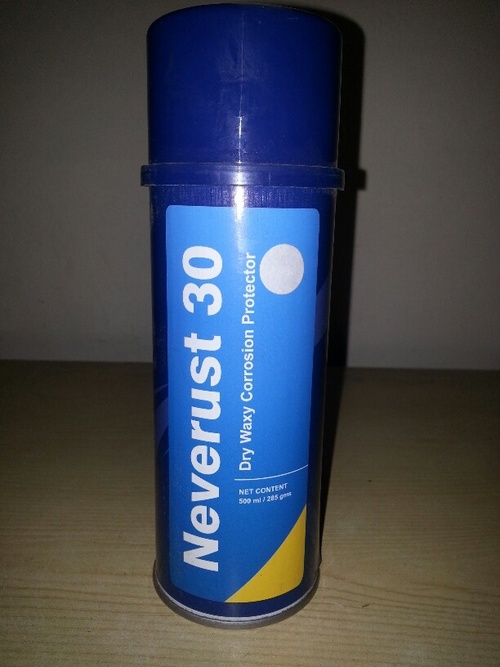 Neverust 30
Dry Waxy Corrosion Protector
NET CONTENT
500 ml / 285 gms